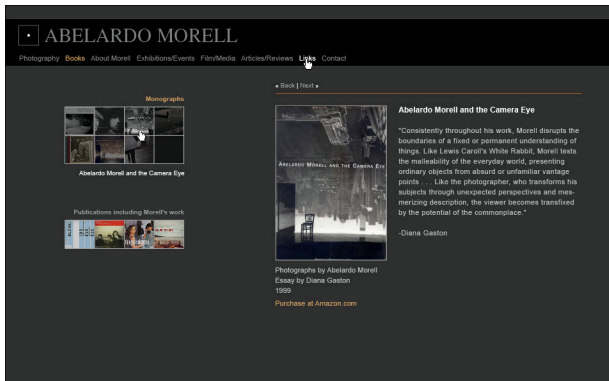 ABELARDO MORELL
Photography Books About Morell Exhibitions/Events Film/Media Articles/Reviews Links Contact
Back | Next
Monographs
Abelardo Morell and the Camera Eye
Publications including Morell's work
ABELARDO MORELL AND THE CAMERA EYE
Photographs by Abelardo Morell
Essay by Diana Gaston
1999
Purchase at Amazon.com
Abelardo Morell and the Camera Eye
"Consistently throughout his work, Morell disrupts the
boundaries of a fixed or permanent understanding of
things. Like Lewis Caroll's White Rabbit, Morell tests
the malleability of the everyday world, presenting
ordinary objects from absurd or unfamiliar vantage
points . . . Like the photographer, who transforms his
subjects through unexpected perspectives and mes-
merizing description, the viewer becomes transfixed
by the potential of the commonplace."
-Diana Gaston